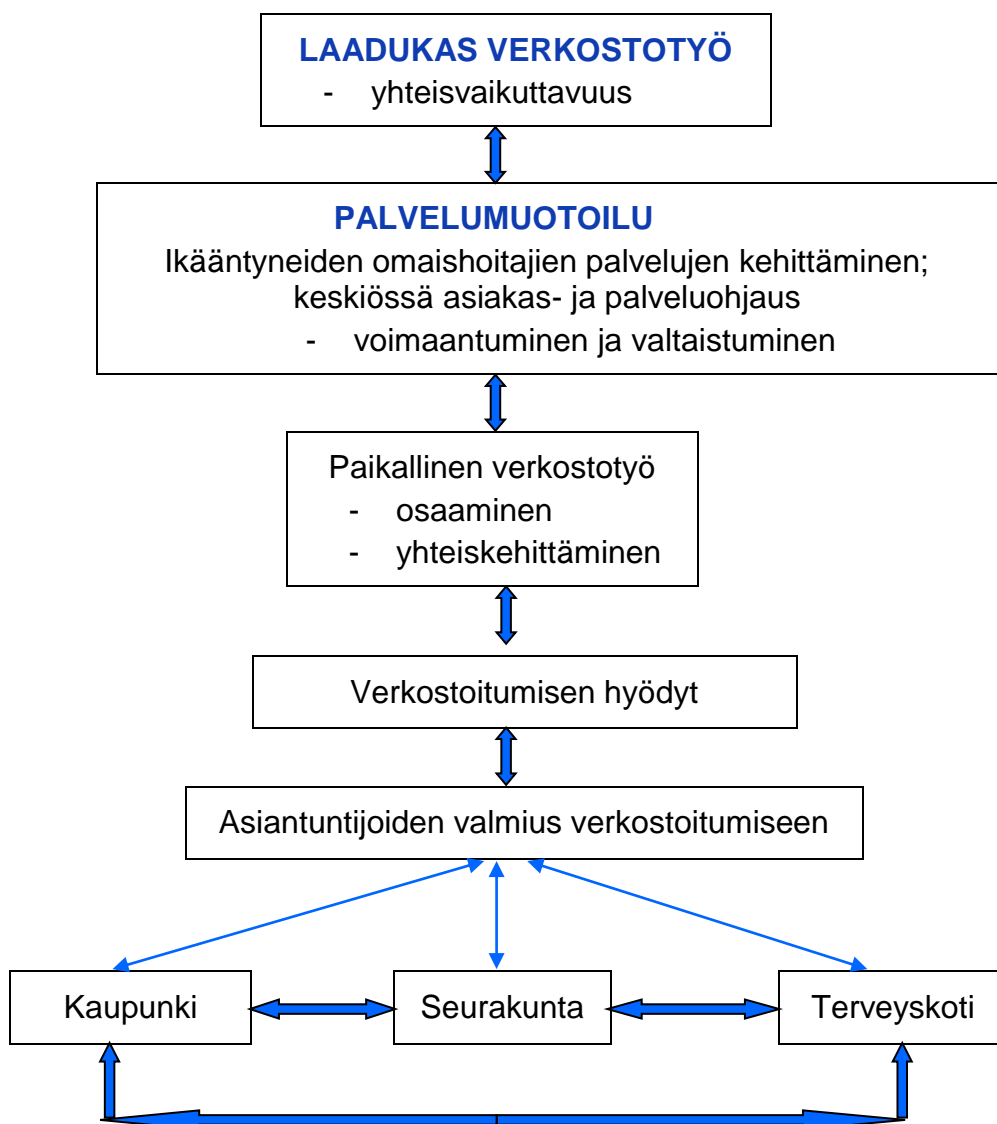 LAADUKAS VERKOSTOTYÖ
- yhteisvaikuttavuus
PALVELUMUOTOILU
Ikääntyneiden omaishoitajien palvelujen kehittäminen;
keskiössä asiakas- ja palveluohjaus
- voimaantuminen ja valtaistuminen
Paikallinen verkostotyö
- osaaminen
- yhteiskehittäminen
Verkostoitumisen hyödyt
Asiantuntijoiden valmius verkostoitumiseen
Kaupunki
Seurakunta
Terveyskoti